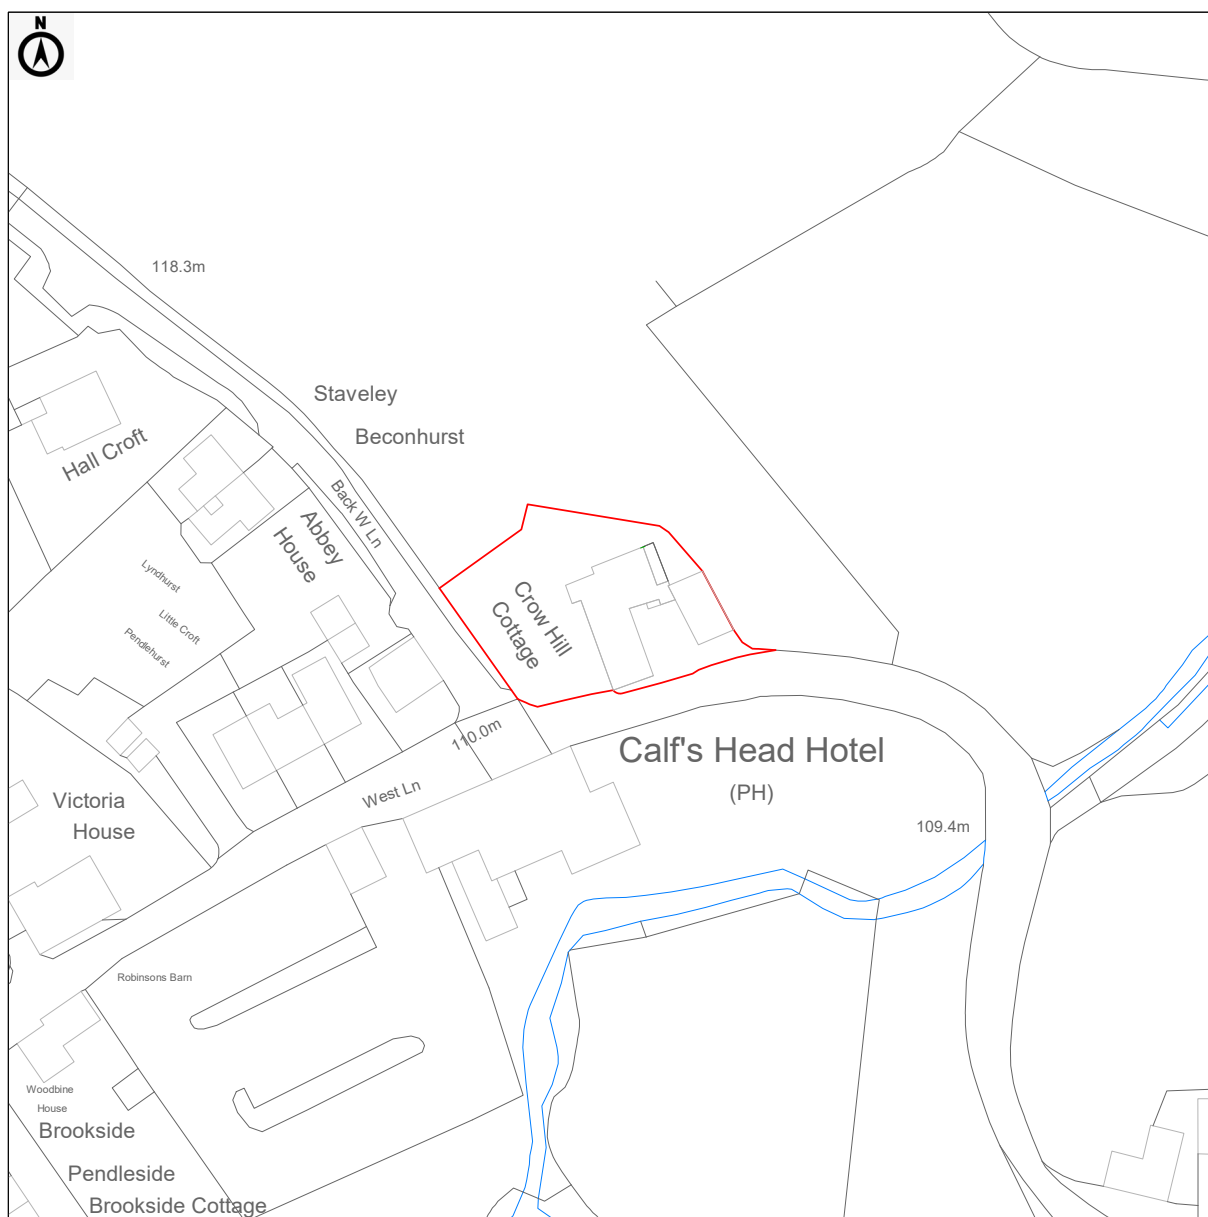 N
118.3m
Staveley
Beconhurst
Hall Croft
Back W Ln
Abbey
House
Lyndhurst
Little Croft
Pendlehurst
Crow Hill
Cottage
110.0m
West Ln
Calf's Head Hotel
(PH)
Victoria
House
109.4m
Robinsons Barn
Woodbine
House
Brookside
Pendleside
Brookside Cottage